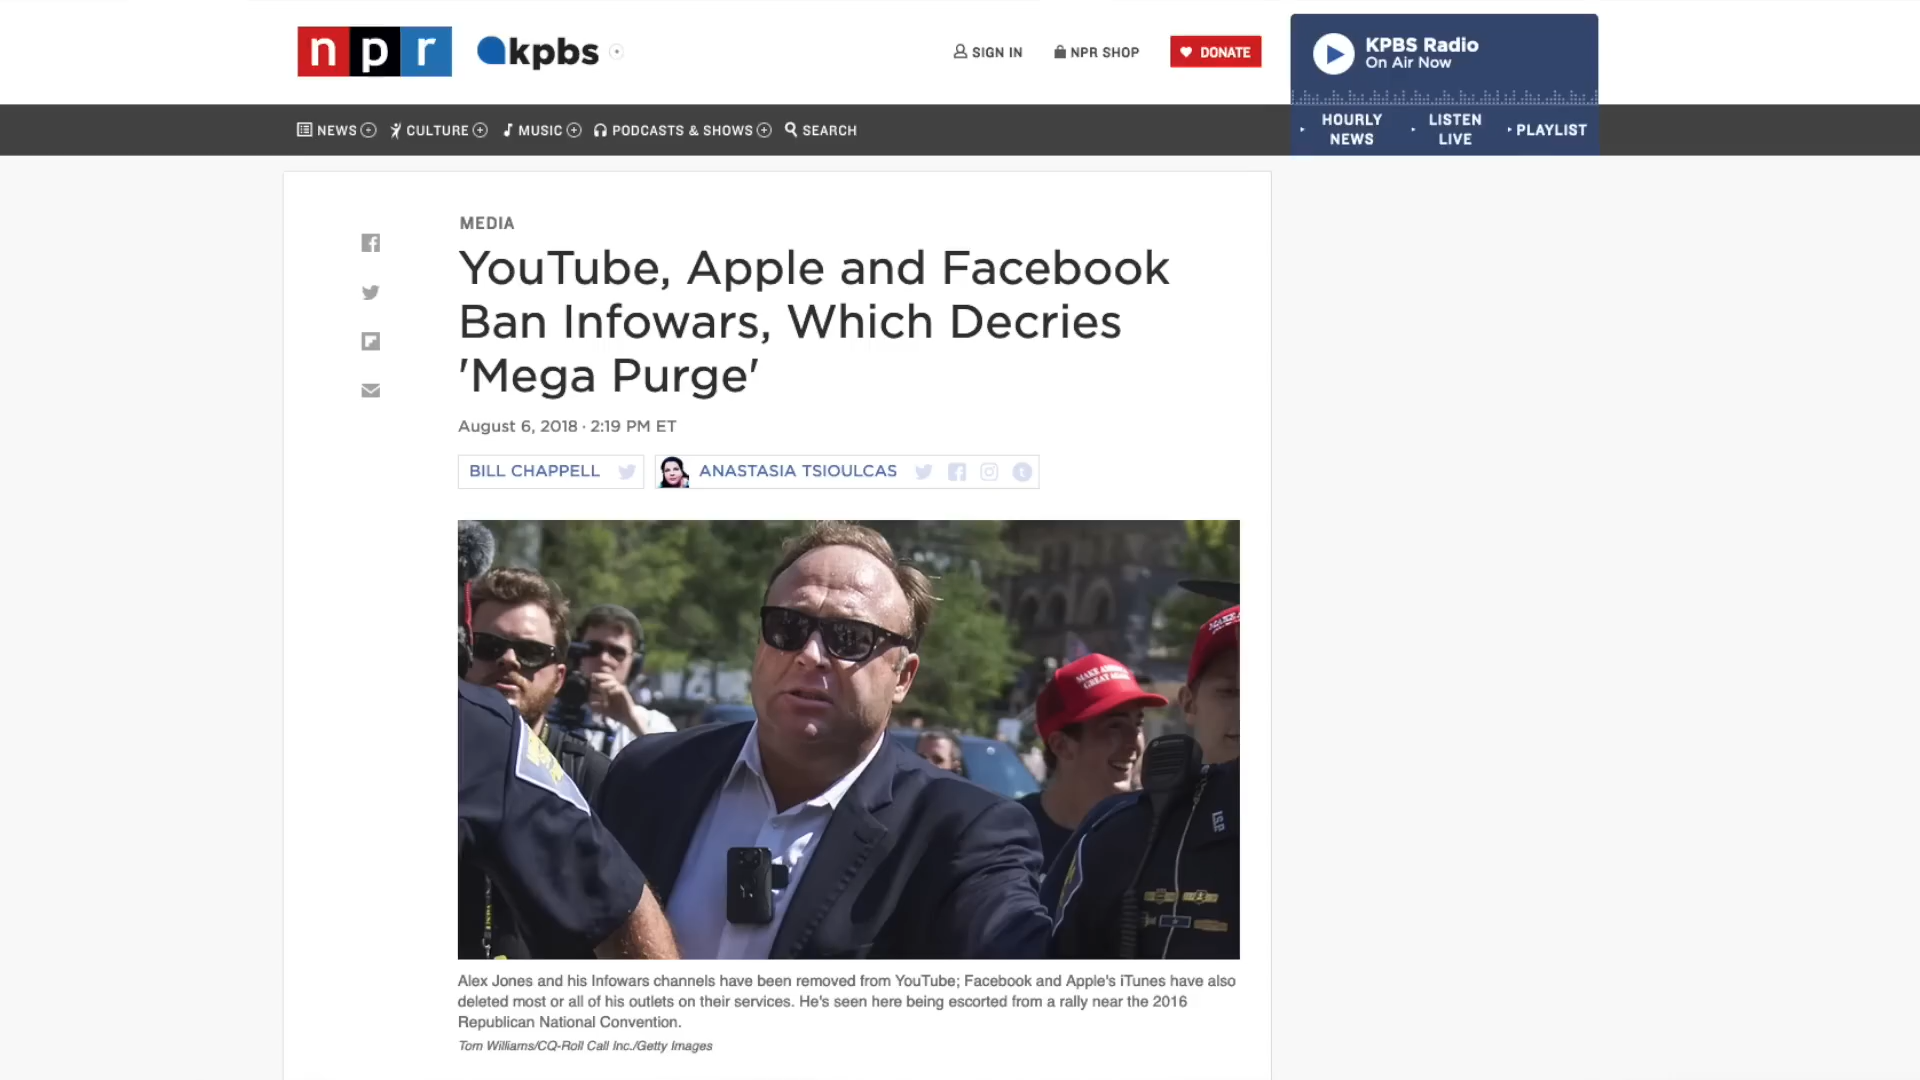 npr kpbs
SIGN IN NPR SHOP DONATE
KPBS Radio
On Air Now
NEWS CULTURE MUSIC PODCASTS & SHOWS SEARCH
HOURLY NEWS
LISTEN LIVE
PLAYLIST
MEDIA
YouTube, Apple and Facebook
Ban Infowars, Which Decries
'Mega Purge'
August 6, 2018 · 2:19 PM ET
BILL CHAPPELL ANASTASIA TSIOULCAS
MAKE AMERICA
GREAT AGAIN
Alex Jones and his Infowars channels have been removed from YouTube; Facebook and Apple's iTunes have also
deleted most or all of his outlets on their services. He's seen here being escorted from a rally near the 2016
Republican National Convention.
Tom Williams/CQ-Roll Call Inc./Getty Images